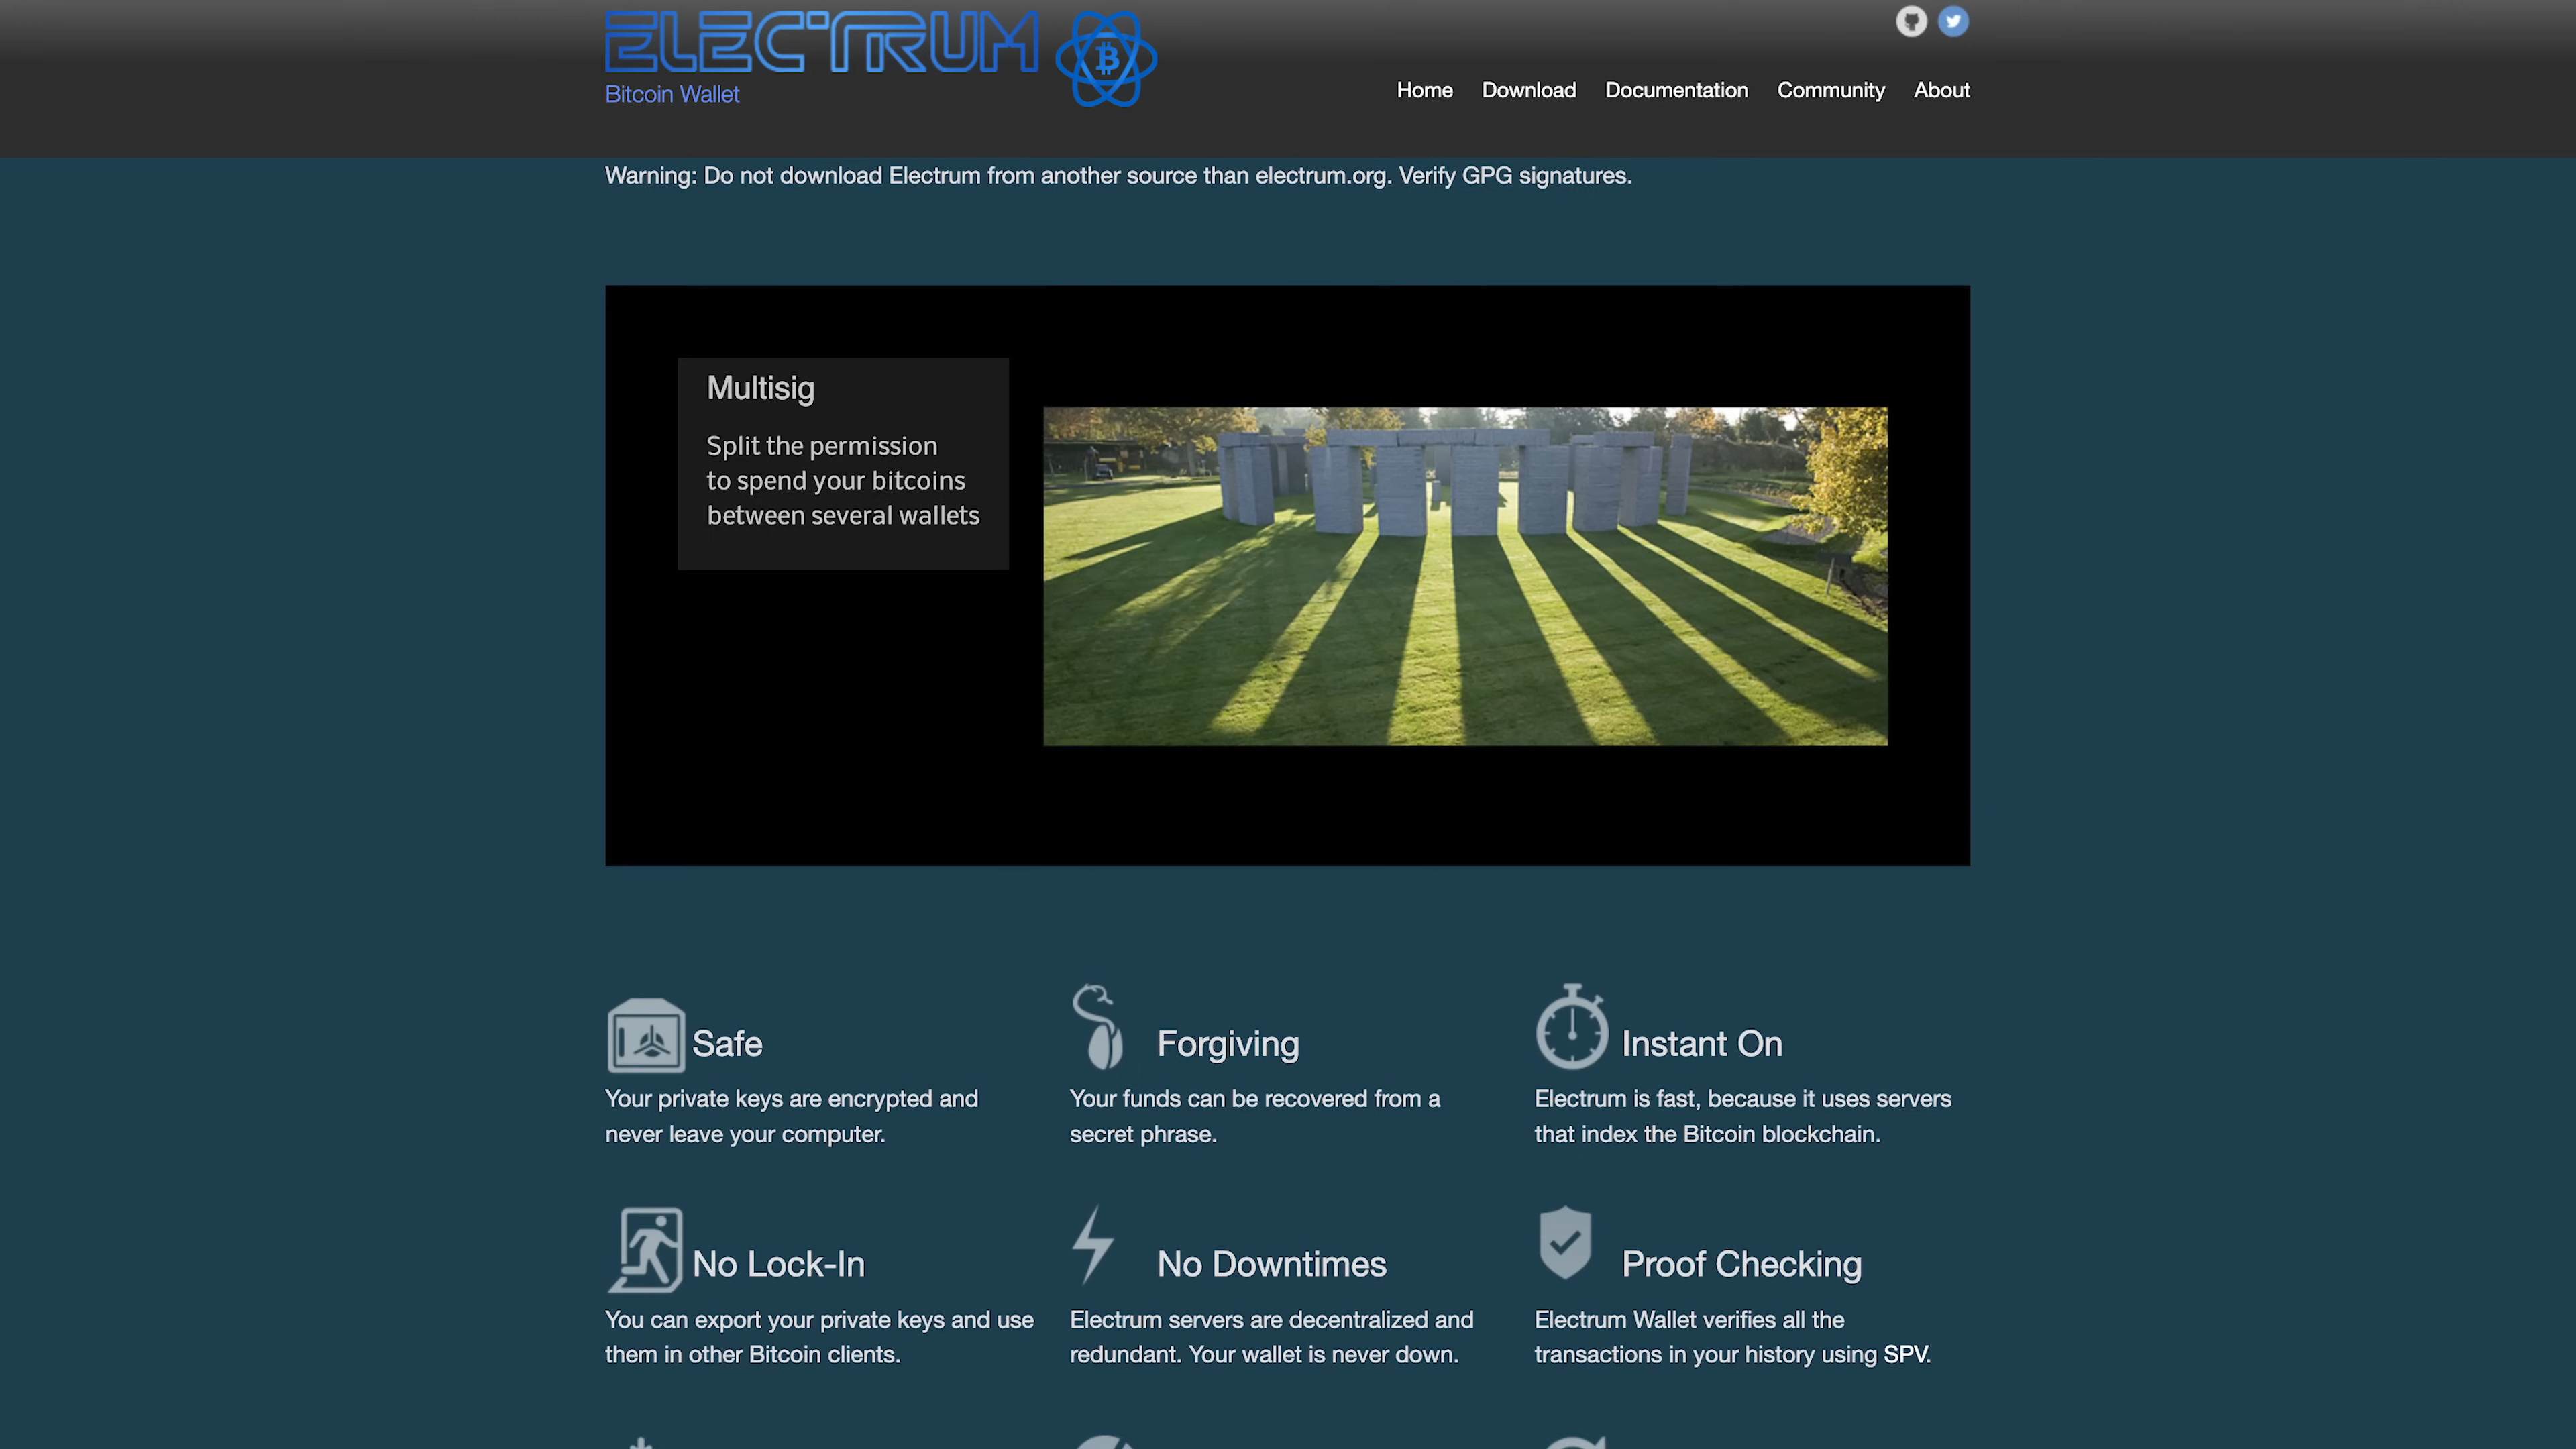 ELECTRUM
Bitcoin Wallet
Home Download Documentation Community About
Warning: Do not download Electrum from another source than electrum.org. Verify GPG signatures.
Multisig
Split the permission
to spend your bitcoins
between several wallets
Safe
Your private keys are encrypted and
never leave your computer.
Forgiving
Your funds can be recovered from a
secret phrase.
Instant On
Electrum is fast, because it uses servers
that index the Bitcoin blockchain.
No Lock-In
You can export your private keys and use
them in other Bitcoin clients.
No Downtimes
Electrum servers are decentralized and
redundant. Your wallet is never down.
Proof Checking
Electrum Wallet verifies all the
transactions in your history using SPV.